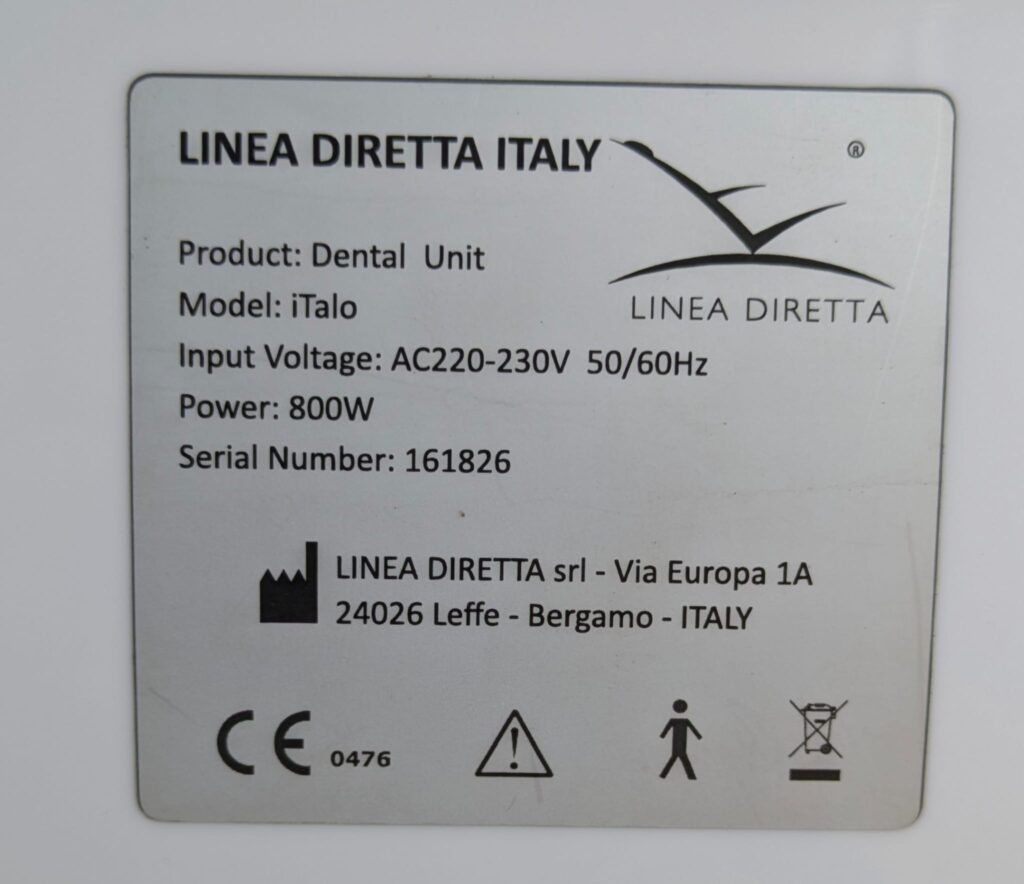 LINEA DIRETTA ITALY
®
LINEA DIRETTA
Product: Dental Unit
Model: iTalo
Input Voltage: AC220-230V 50/60Hz
Power: 800W
Serial Number: 161826
LINEA DIRETTA srl - Via Europa 1A
24026 Leffe - Bergamo - ITALY
CE 0476